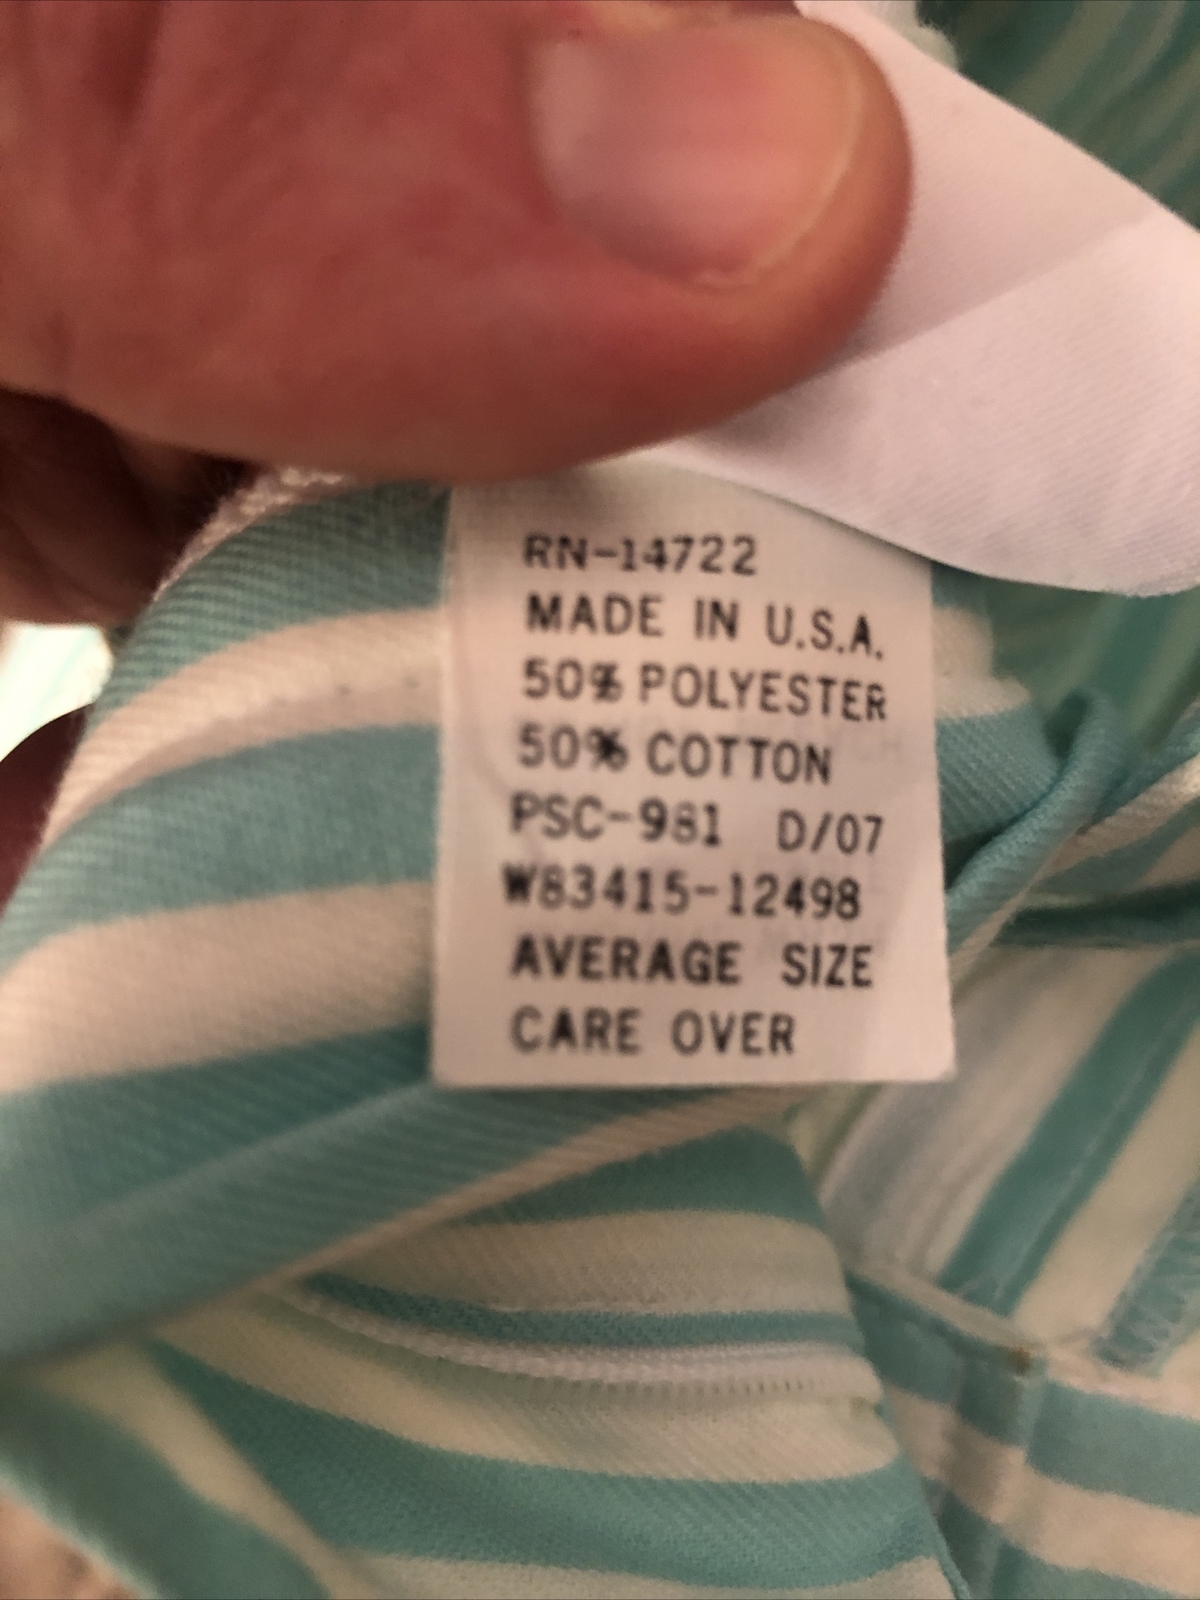 RN-14722
MADE IN U.S.A.
50% POLYESTER
50% COTTON
PSC-981 D/07
W83415-12498
AVERAGE SIZE
CARE OVER